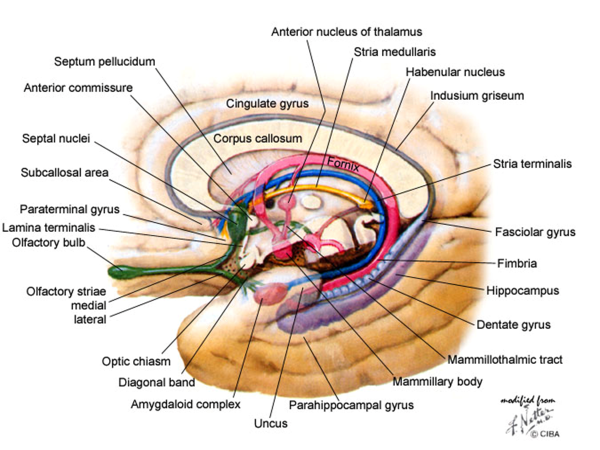 Anterior nucleus of thalamus
Stria medullaris
Septum pellucidum
Habenular nucleus
Anterior commissure
Indusium griseum
Cingulate gyrus
Corpus callosum
Septal nuclei
Fornix
Stria terminalis
Subcallosal area
Paraterminal gyrus
Lamina terminalis
Fasciolar gyrus
Olfactory bulb
Fimbria
Olfactory striae
medial
lateral
Hippocampus
Dentate gyrus
Optic chiasm
Mammillothalmic tract
Diagonal band
Mammillary body
Amygdaloid complex
Parahippocampal gyrus
Uncus
modified from
F. Netter
M.D.
© CIBA